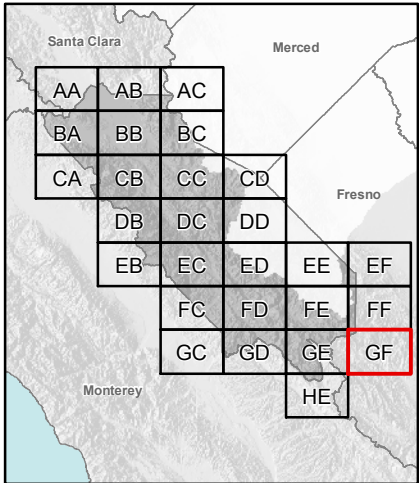 Santa Clara
Merced
AA AB AC
BA BB BC
CA CB CC CD
Fresno
DB DC DD
EB EC ED EE EF
FC FD FE FF
GC GD GE GF
Monterey
HE